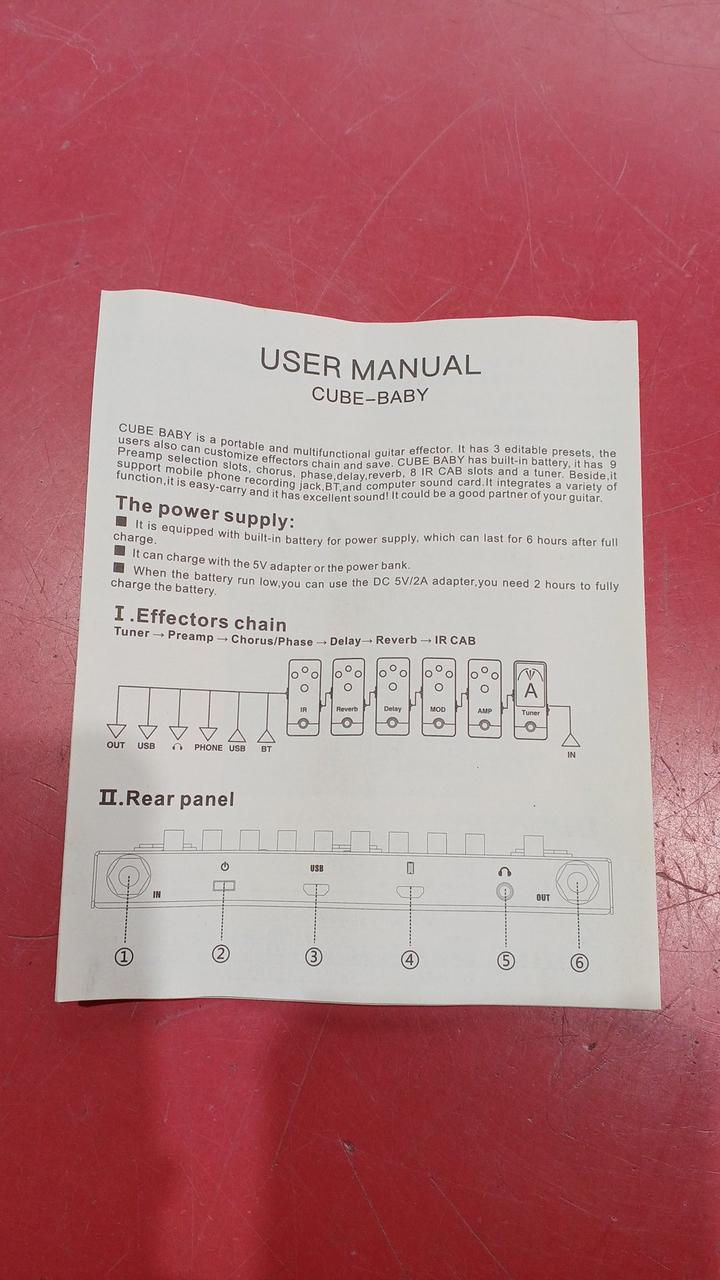 USER MANUAL
CUBE-BABY
CUBE BABY is a portable and multifunctional guitar effector. It has 3 editable presets, the
users also can customize effectors chain and save. CUBE BABY has built-in battery, it has 9
Preamp selection slots, chorus, phase,delay,reverb, 8 IR CAB slots and a tuner. Beside,it
support mobile phone recording jack,BT,and computer sound card.It integrates a variety of
function,it is easy-carry and it has excellent sound! It could be a good partner of your guitar.
The power supply:
■ It is equipped with built-in battery for power supply, which can last for 6 hours after full
charge.
■ It can charge with the 5V adapter or the power bank.
■ When the battery run low,you can use the DC 5V/2A adapter,you need 2 hours to fully
charge the battery.
Ⅰ.Effectors chain
Tuner → Preamp → Chorus/Phase → Delay→ Reverb → IR CAB
IR Reverb Delay MOD AMP A Tuner
OUT USB PHONE USB BT IN
Ⅱ.Rear panel
IN USB OUT
① ② ③ ④ ⑤ ⑥